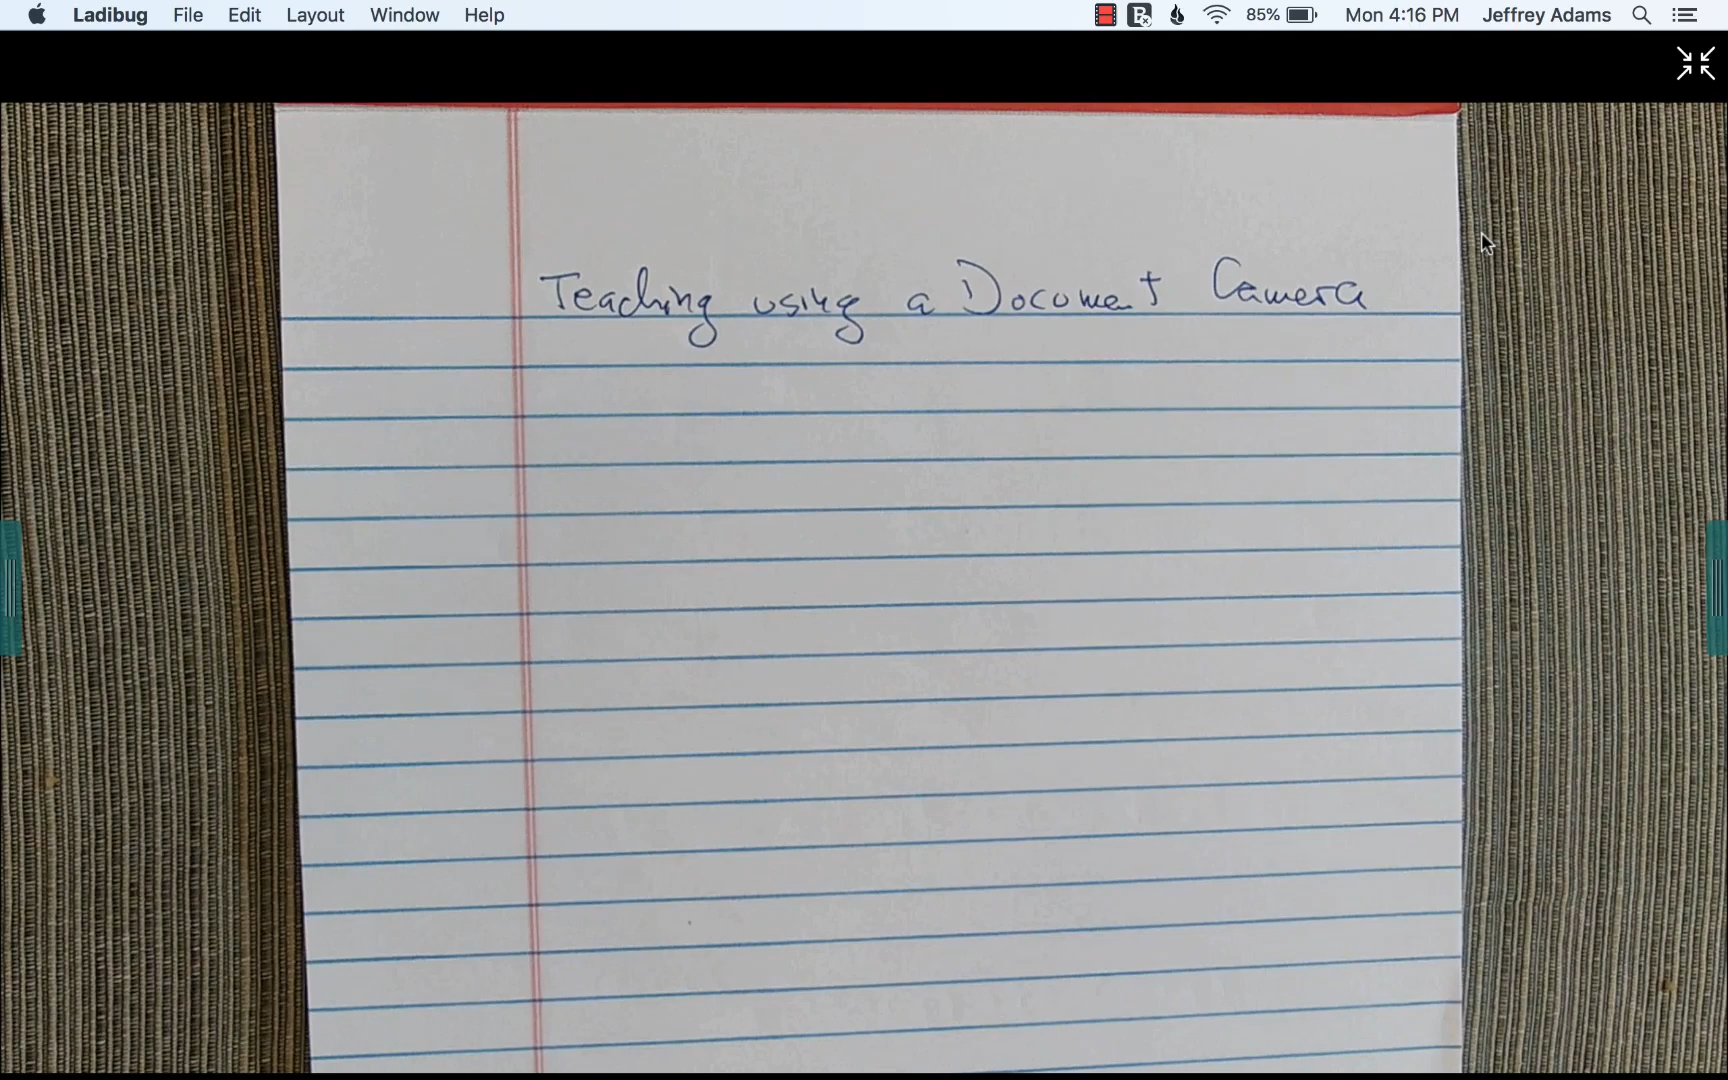 Ladibug File Edit Layout Window Help 85% Mon 4:16 PM Jeffrey Adams
Teaching using a Document Camera